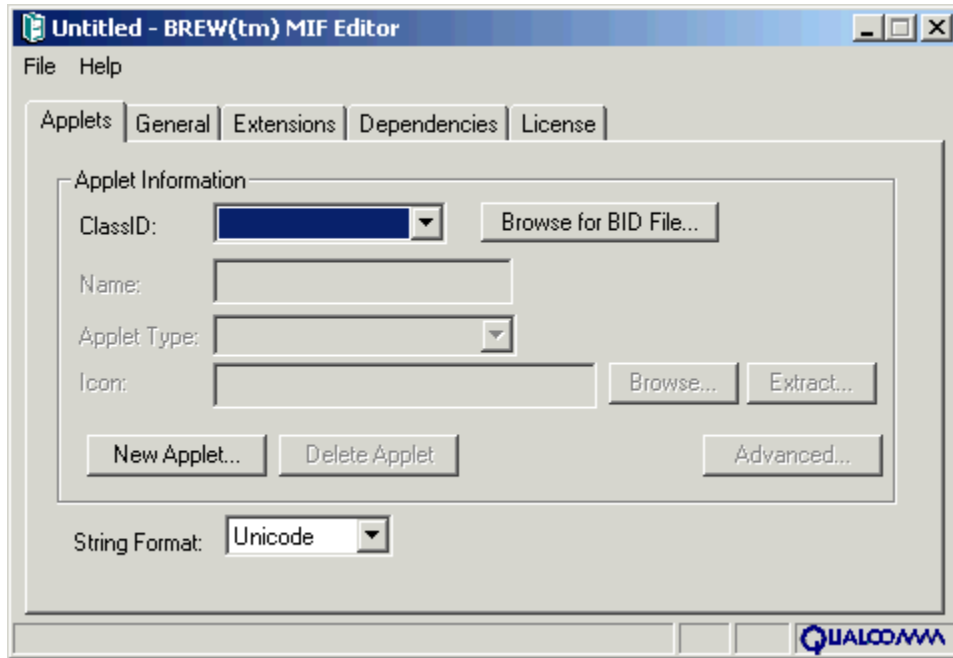 Untitled - BREW(tm) MIF Editor
File Help
Applets General Extensions Dependencies License
Applet Information
ClassID: Browse for BID File...
Name:
Applet Type:
Icon: Browse... Extract...
New Applet... Delete Applet Advanced...
String Format: Unicode
QUALCOMM